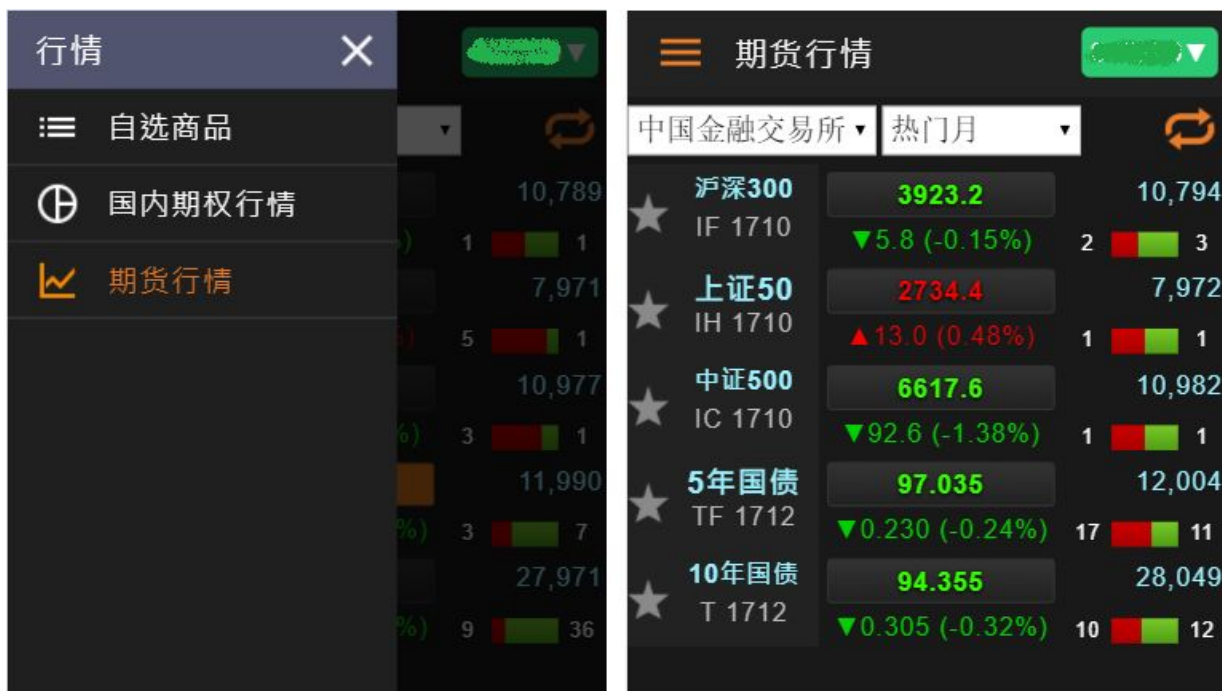 行情
自选商品
国内期权行情
期货行情
10,789
1 1
7,971
5 1
10,977
3 1
11,990
3 7
27,971
9 36
期货行情
中国金融交易所 热门月
沪深300 3923.2 10,794
IF 1710 ▼5.8 (-0.15%) 2 3
上证50 2734.4 7,972
IH 1710 ▲13.0 (0.48%) 1 1
中证500 6617.6 10,982
IC 1710 ▼92.6 (-1.38%) 1 1
5年国债 97.035 12,004
TF 1712 ▼0.230 (-0.24%) 17 11
10年国债 94.355 28,049
T 1712 ▼0.305 (-0.32%) 10 12